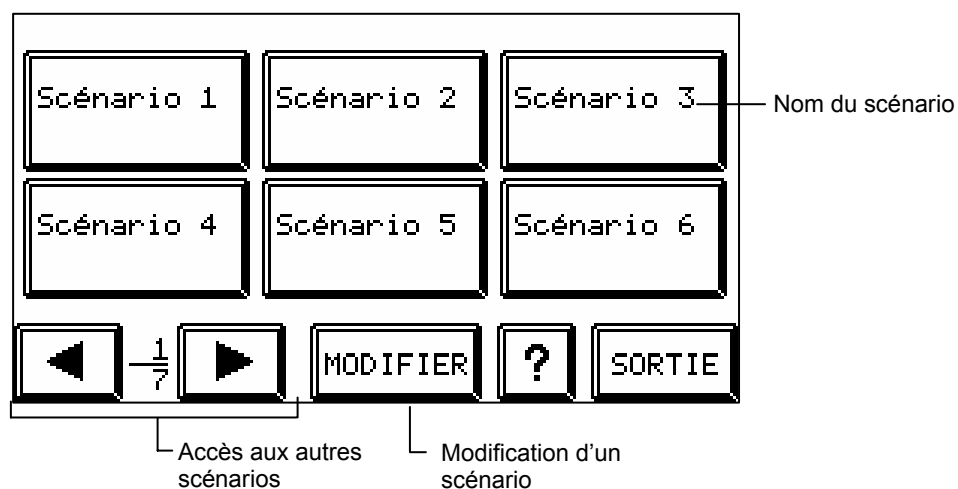 Scénario 1 Scénario 2 Scénario 3
Nom du scénario
Scénario 4 Scénario 5 Scénario 6
1
7
MODIFIER ? SORTIE
Accès aux autres
scénarios
Modification d'un
scénario